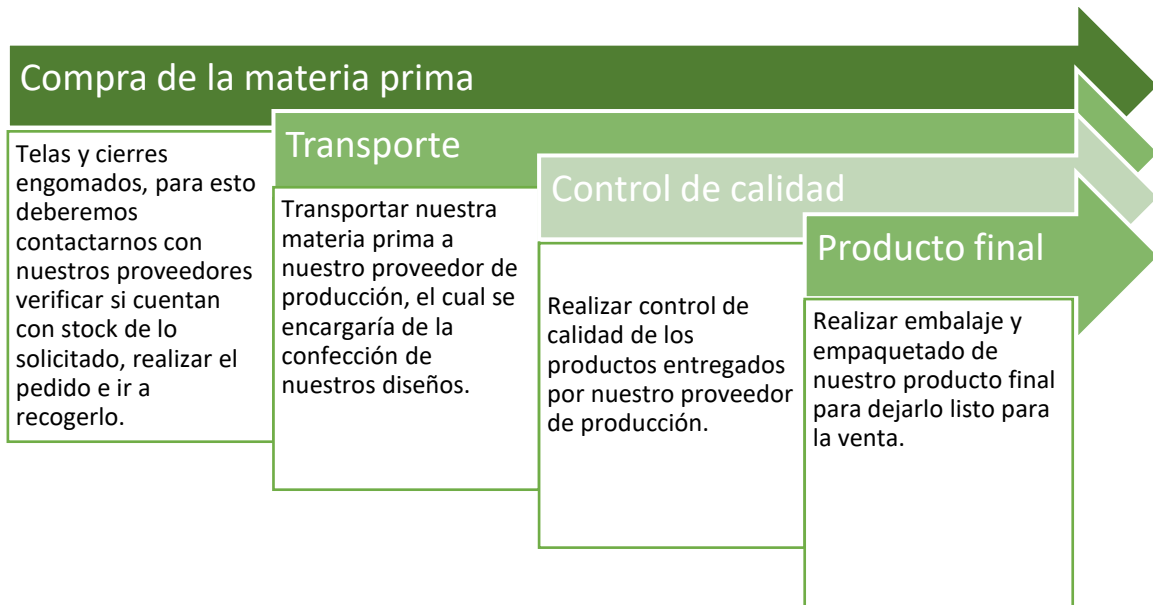 Compra de la materia prima
Telas y cierres
engomados, para esto
deberemos
contactarnos con
nuestros proveedores
verificar si cuentan
con stock de lo
solicitado, realizar el
pedido e ir a
recogerlo.
Transporte
Transportar nuestra
materia prima a
nuestro proveedor de
producción, el cual se
encargaría de la
confección de
nuestros diseños.
Control de calidad
Realizar control de
calidad de los
productos entregados
por nuestro proveedor
de producción.
Producto final
Realizar embalaje y
empaquetado de
nuestro producto final
para dejarlo listo para
la venta.